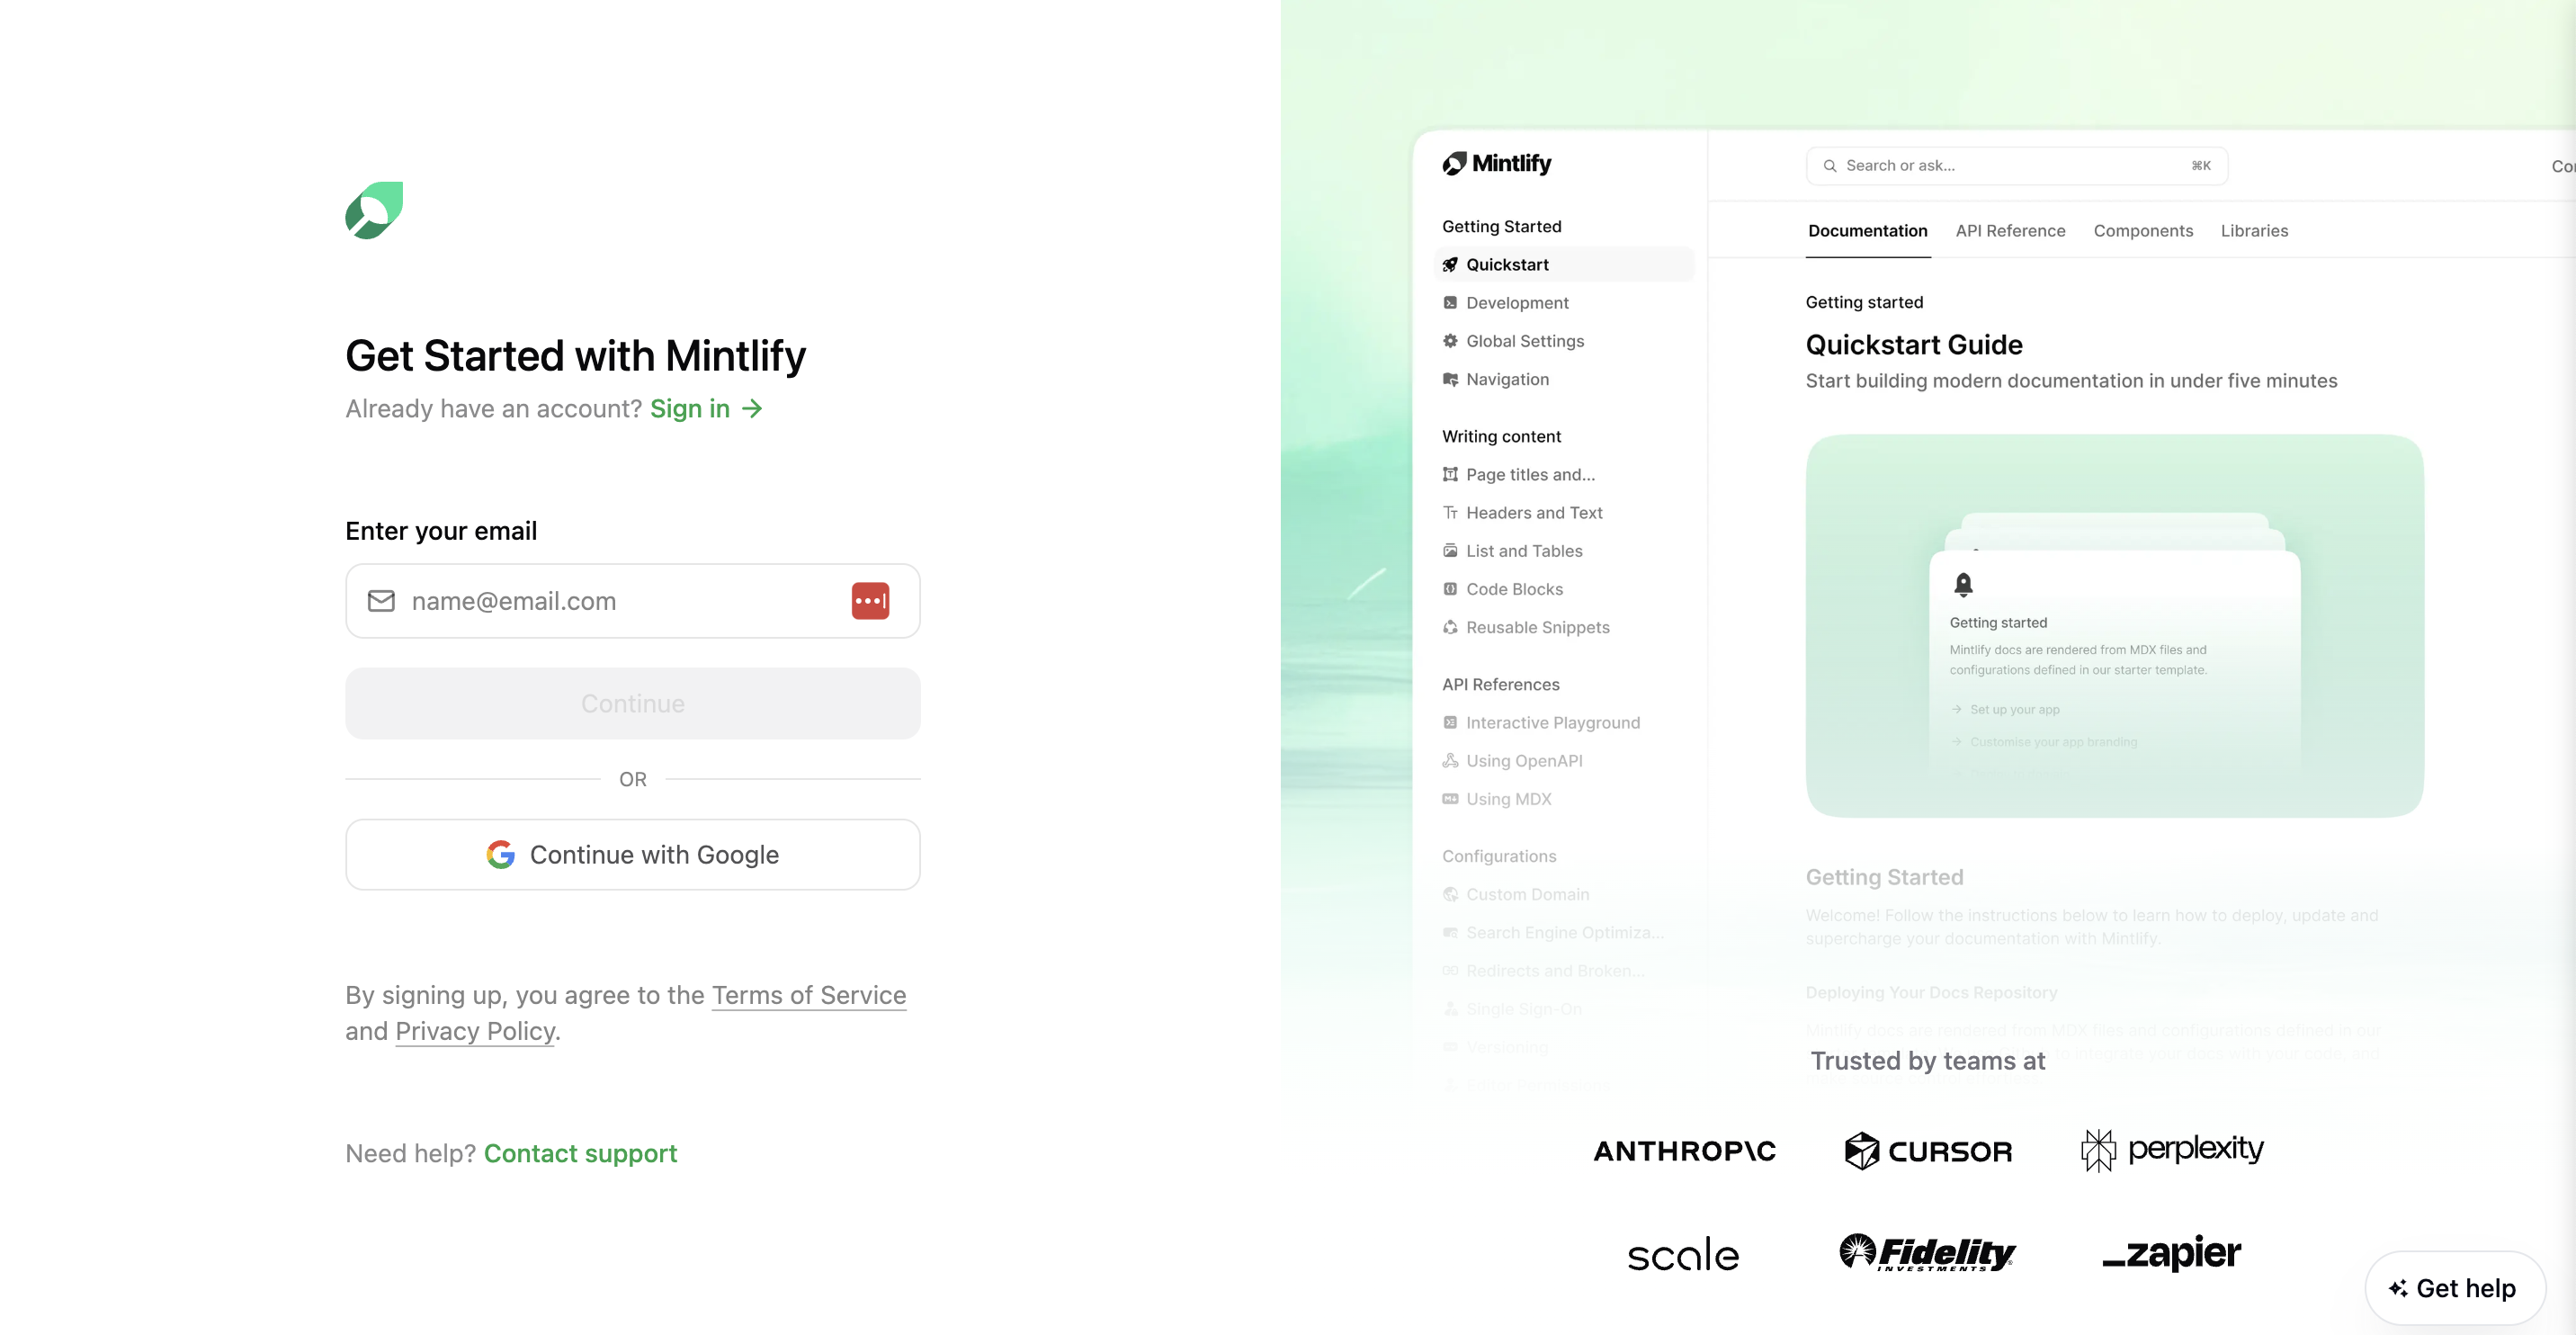 Get Started with Mintlify
Already have an account? Sign in →
Enter your email
name@email.com
Continue
OR
Continue with Google
By signing up, you agree to the Terms of Service
and Privacy Policy.
Need help? Contact support
Mintlify
Getting Started
Quickstart
Development
Global Settings
Navigation
Writing content
Page titles and...
Headers and Text
List and Tables
Code Blocks
Reusable Snippets
API References
Interactive Playground
Using OpenAPI
Using MDX
Configurations
Custom Domain
Search Engine Optimiza...
Redirects and Broken...
Single Sign-On
Versioning
Search or ask... ⌘K
Documentation API Reference Components Libraries
Getting started
Quickstart Guide
Start building modern documentation in under five minutes
Getting started
Mintlify docs are rendered from MDX files and
configurations defined in our starter template.
→ Set up your app
→ Customise your app branding
Getting Started
Welcome! Follow the instructions below to learn how to deploy, update and
supercharge your documentation with Mintlify.
Deploying Your Docs Repository
Mintlify docs are rendered from MDX files and configurations defined in our
to integrate your docs with your code, and
Trusted by teams at
ANTHROP\C CURSOR perplexity
scale Fidelity INVESTMENTS _zapier
Get help